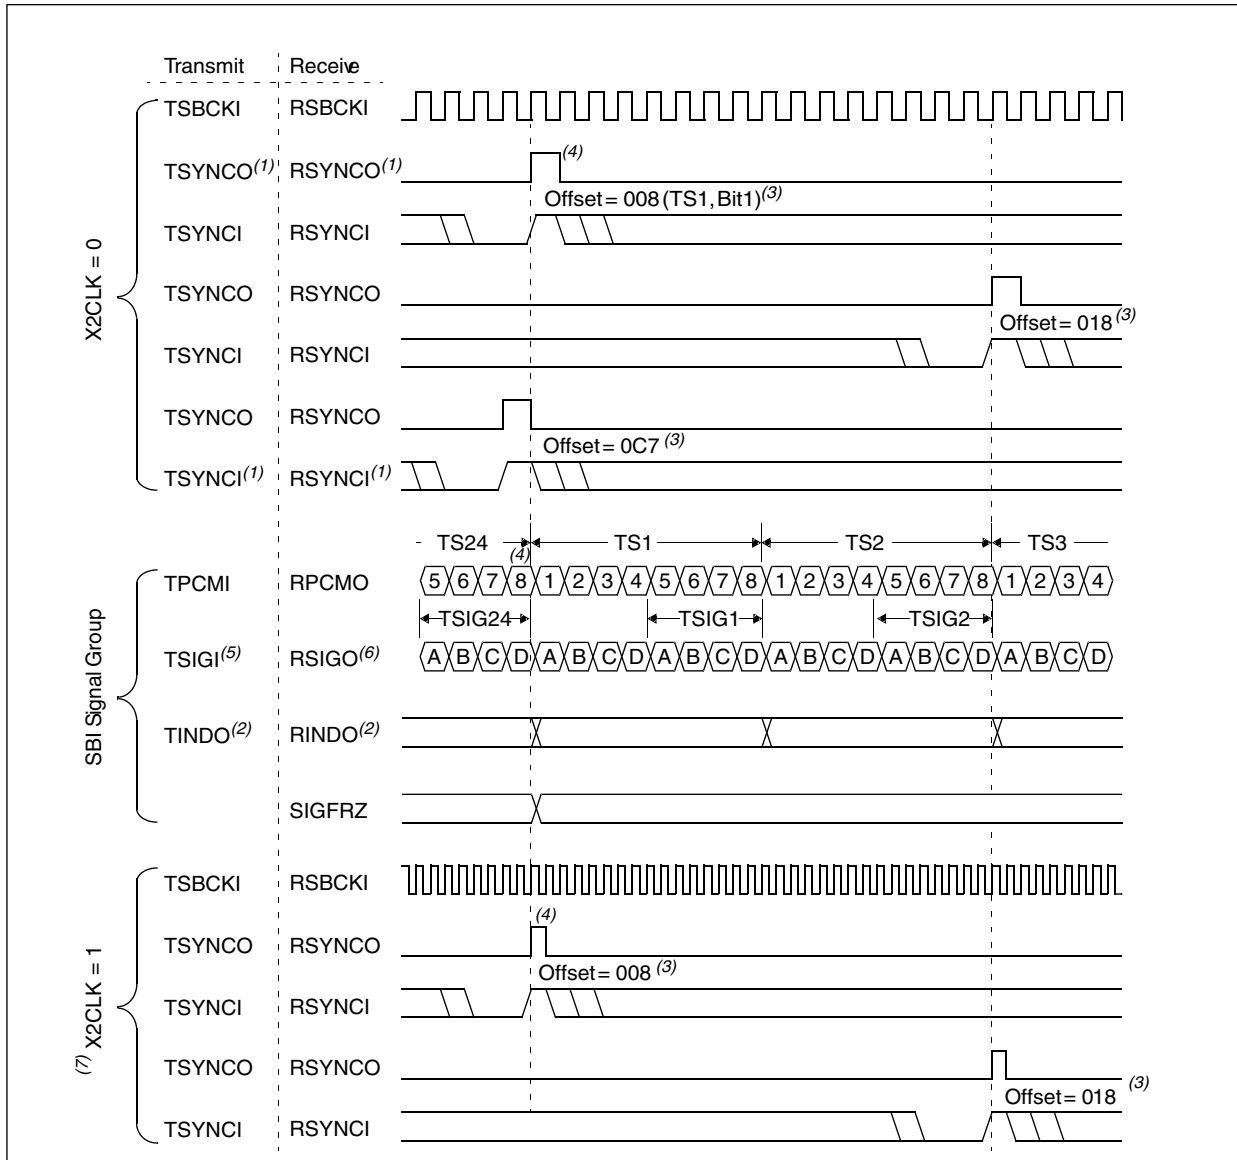 Transmit Receive
TSBCKI RSBCKI
TSYNCO(1) RSYNCO(1) (4)
Offset = 008 (TS1, Bit1)(3)
TSYNCI RSYNCI
X2CLK = 0
TSYNCO RSYNCO
Offset = 018 (3)
TSYNCI RSYNCI
TSYNCO RSYNCO
Offset = 0C7 (3)
TSYNCI(1) RSYNCI(1)
TS24 TS1 TS2 TS3
(4)
TPCMI RPCMO 5 6 7 8 1 2 3 4 5 6 7 8 1 2 3 4 5 6 7 8 1 2 3 4
TSIG24 TSIG1 TSIG2
TSIGI(5) RSIGO(6) A B C D A B C D A B C D A B C D A B C D A B C D
SBI Signal Group
TINDO(2) RINDO(2)
SIGFRZ
TSBCKI RSBCKI
(4)
TSYNCO RSYNCO
Offset = 008 (3)
TSYNCI RSYNCI
(7) X2CLK = 1
TSYNCO RSYNCO
(3)
Offset = 018
TSYNCI RSYNCI